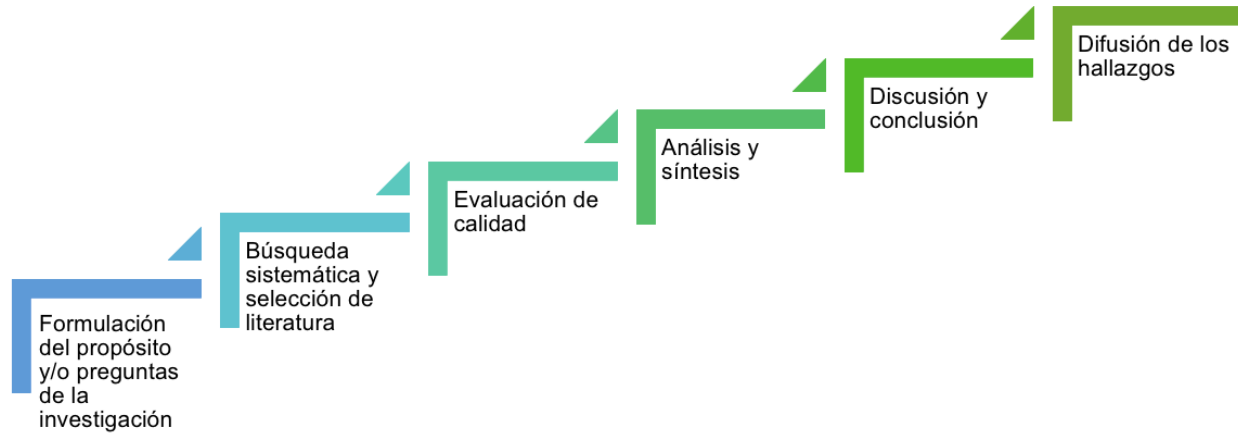 Formulación
del propósito
y/o preguntas
de la
investigación
Búsqueda
sistemática y
selección de
literatura
Evaluación de
calidad
Análisis y
síntesis
Discusión y
conclusión
Difusión de los
hallazgos